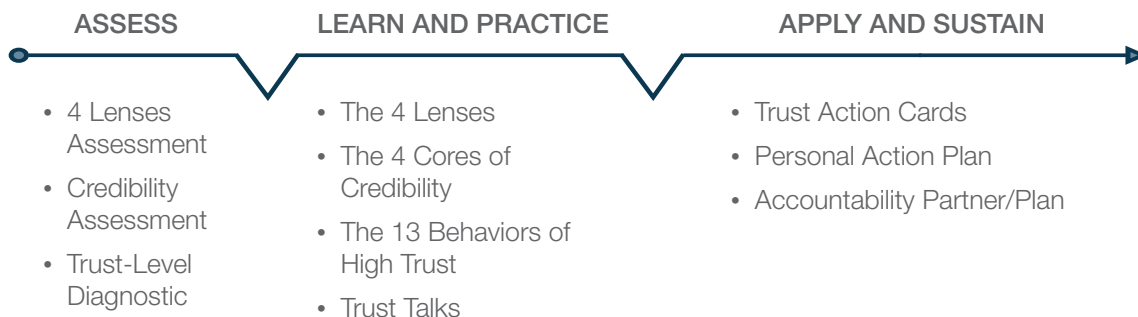 ASSESS
• 4 Lenses
Assessment
• Credibility
Assessment
• Trust-Level
Diagnostic
LEARN AND PRACTICE
• The 4 Lenses
• The 4 Cores of
Credibility
• The 13 Behaviors of
High Trust
• Trust Talks
APPLY AND SUSTAIN
• Trust Action Cards
• Personal Action Plan
• Accountability Partner/Plan